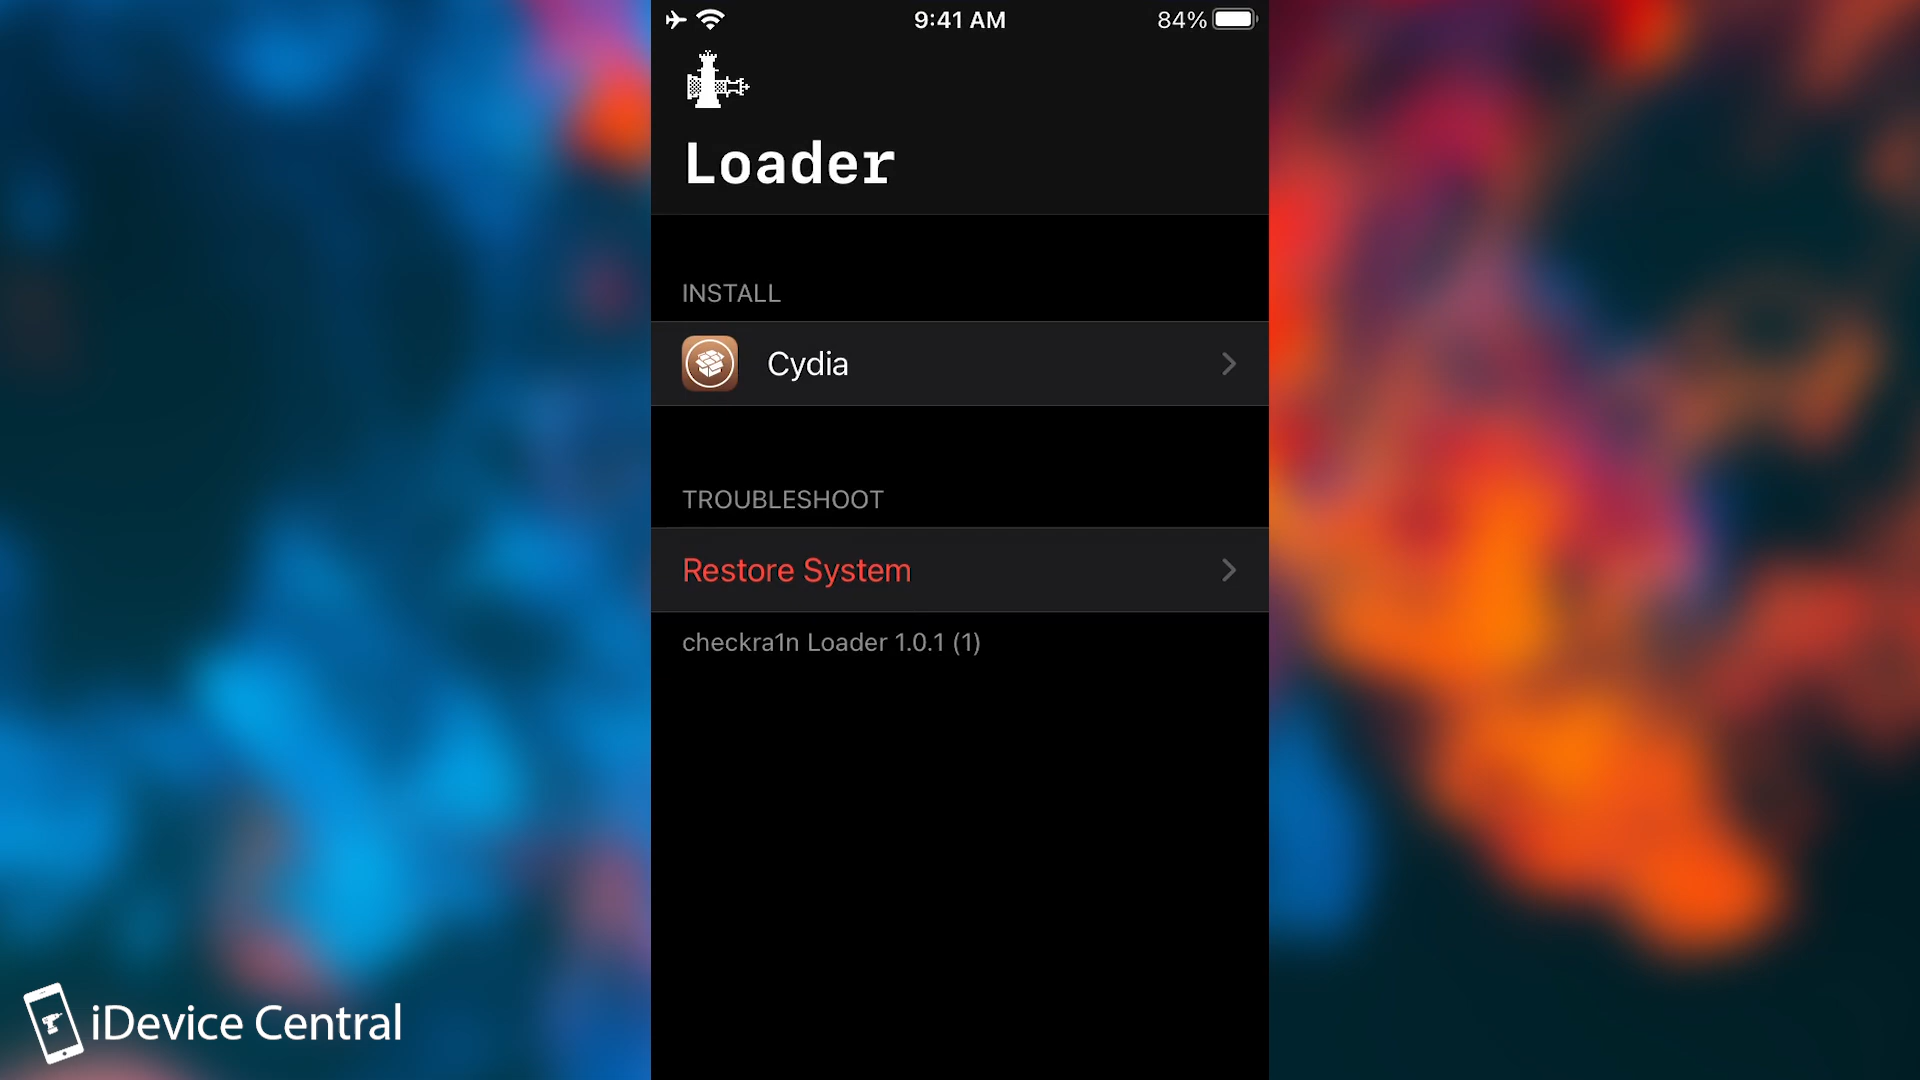 9:41 AM
84%
Loader
INSTALL
Cydia
TROUBLESHOOT
Restore System
checkra1n Loader 1.0.1 (1)
iDevice Central